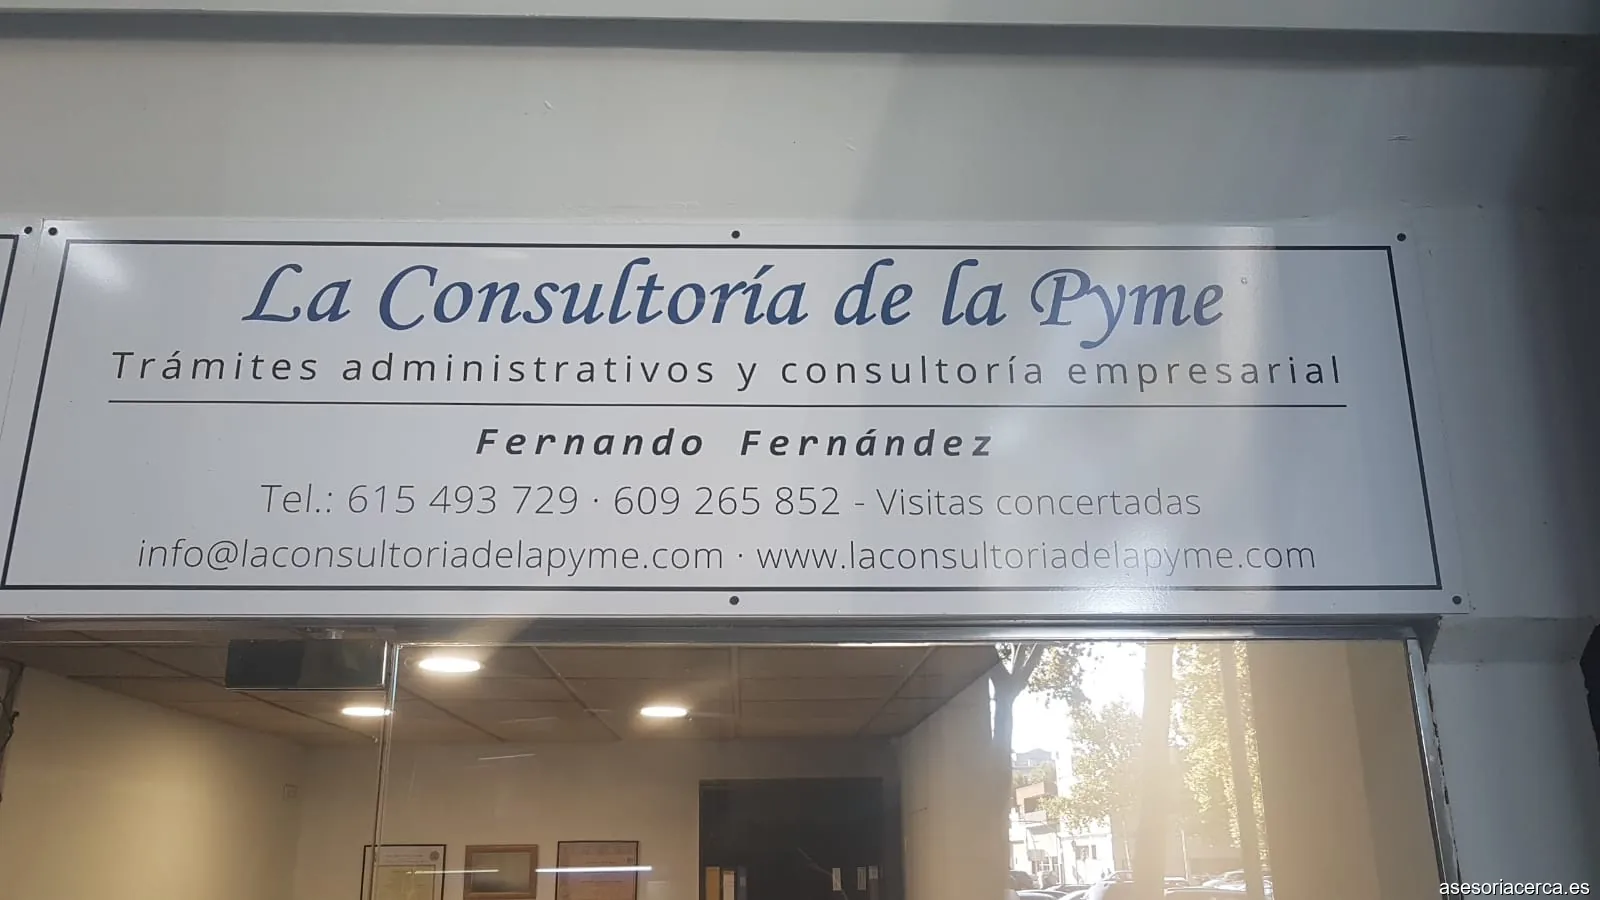 La Consultoría de la Pyme
Trámites administrativos y consultoría empresarial
Fernando Fernández
Tel.: 615 493 729 · 609 265 852 - Visitas concertadas
info@laconsultoriadelapyme.com · www.laconsultoriadelapyme.com
asesoriacerca.es